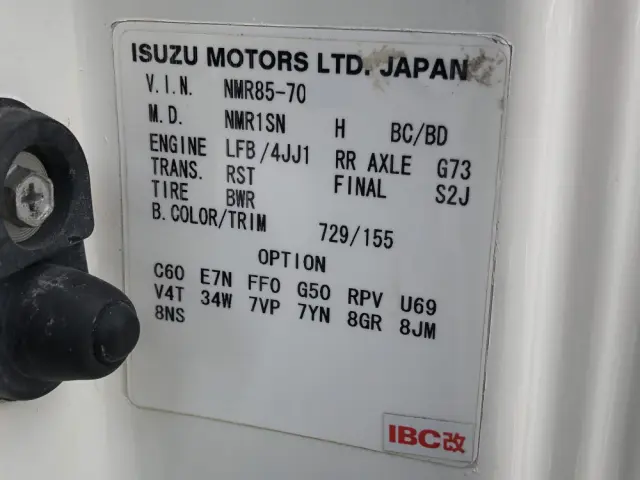 ISUZU MOTORS LTD. JAPAN
V.I.N. NMR85-70
M.D. NMR1SN H BC/BD
ENGINE LFB/4JJ1 RR AXLE G73
TRANS. RST FINAL S2J
TIRE BWR
B.COLOR/TRIM 729/155
OPTION
C60 E7N FF0 G50 RPV U69
V4T 34W 7VP 7YN 8GR 8JM
8NS
IBC改